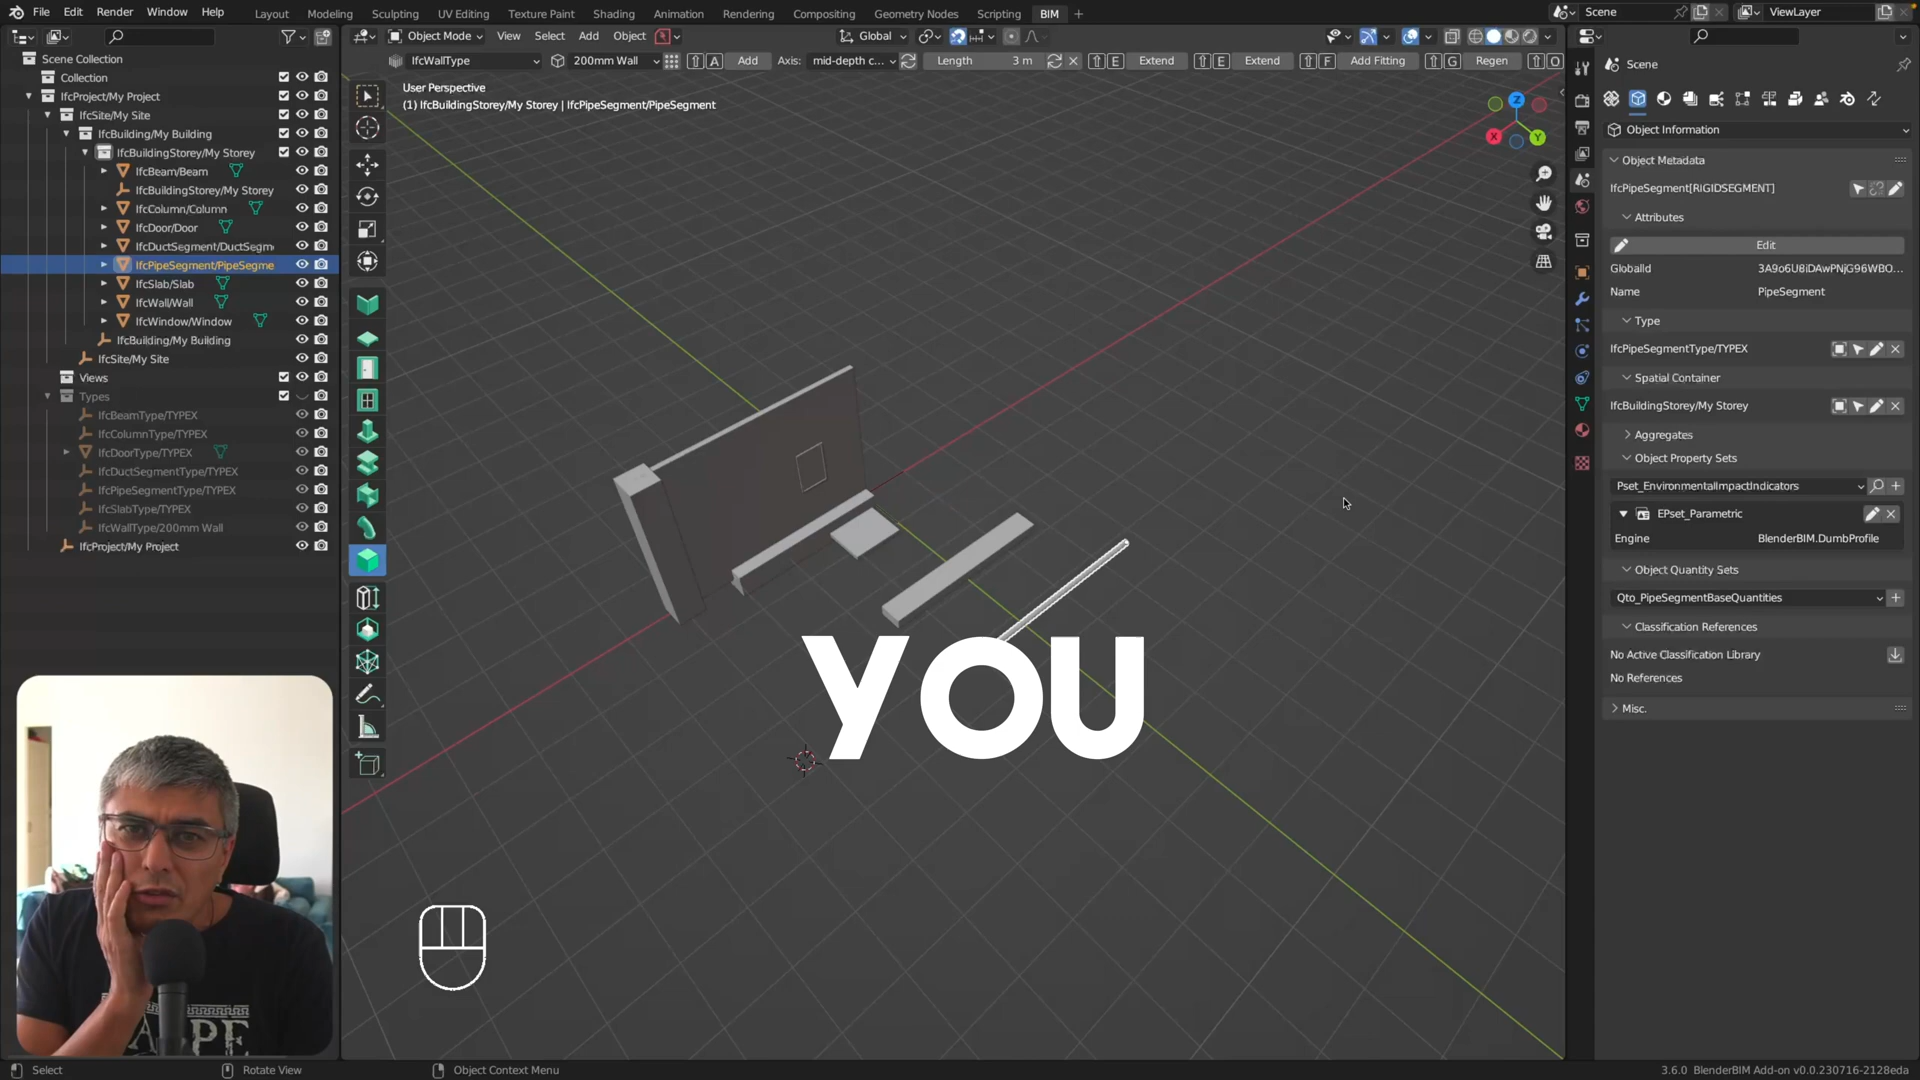 File Edit Render Window Help Layout Modeling Sculpting UV Editing Texture Paint Shading Animation Rendering Compositing Geometry Nodes Scripting BIM + Scene ViewLayer
Object Mode View Select Add Object Global
IfcWallType 200mm Wall A Add Axis: mid-depth c... Length 3 m E Extend E Extend F Add Fitting G Regen O
Scene Collection
Collection
IfcProject/My Project
IfcSite/My Site
IfcBuilding/My Building
IfcBuildingStorey/My Storey
IfcBeam/Beam
IfcBuildingStorey/My Storey
IfcColumn/Column
IfcDoor/Door
IfcDuctSegment/DuctSegm
IfcPipeSegment/PipeSegme
IfcSlab/Slab
IfcWall/Wall
IfcWindow/Window
IfcBuilding/My Building
IfcSite/My Site
Views
Types
IfcBeamType/TYPEX
IfcColumnType/TYPEX
IfcDoorType/TYPEX
IfcDuctSegmentType/TYPEX
IfcPipeSegmentType/TYPEX
IfcSlabType/TYPEX
IfcWallType/200mm Wall
IfcProject/My Project
User Perspective
(1) IfcBuildingStorey/My Storey | IfcPipeSegment/PipeSegment
Z
X
Y
YOU
Scene
Object Information
Object Metadata
IfcPipeSegment[RIGIDSEGMENT]
Attributes
Edit
GlobalId 3A9o6U8iDAwPNjG96WBO...
Name PipeSegment
Type
IfcPipeSegmentType/TYPEX
Spatial Container
IfcBuildingStorey/My Storey
Aggregates
Object Property Sets
Pset_EnvironmentalImpactIndicators
EPset_Parametric
Engine BlenderBIM.DumbProfile
Object Quantity Sets
Qto_PipeSegmentBaseQuantities
Classification References
No Active Classification Library
No References
Misc.
Select Rotate View Object Context Menu 3.6.0 BlenderBIM Add-on v0.0.230716-2128eda